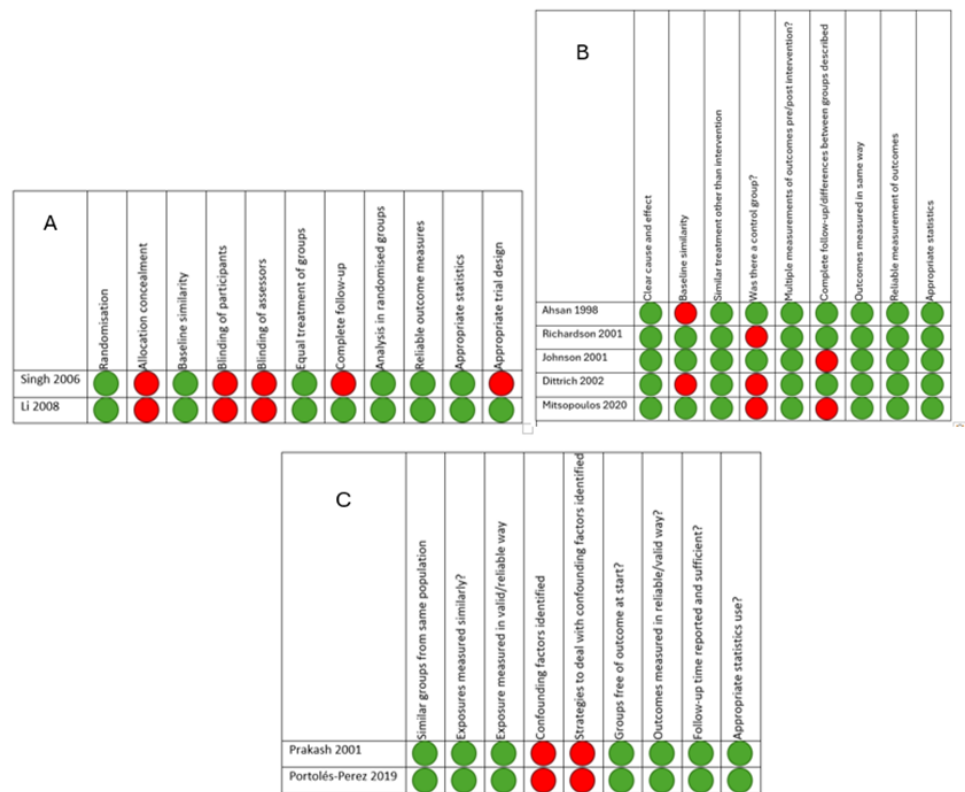 A
Randomisation
Allocation concealment
Baseline similarity
Blinding of participants
Blinding of assessors
Equal treatment of groups
Complete follow-up
Analysis in randomised groups
Reliable outcome measures
Appropriate statistics
Appropriate trial design
Singh 2006
Li 2008
B
Clear cause and effect
Baseline similarity
Similar treatment other than intervention
Was there a control group?
Multiple measurements of outcomes pre/post intervention?
Complete follow-up/differences between groups described
Outcomes measured in same way
Reliable measurement of outcomes
Appropriate statistics
Ahsan 1998
Richardson 2001
Johnson 2001
Dittrich 2002
Mitsopoulos 2020
C
Similar groups from same population
Exposures measured similarly?
Exposure measured in valid/reliable way
Confounding factors identified
Strategies to deal with confounding factors identified
Groups free of outcome at start?
Outcomes measured in reliable/valid way?
Follow-up time reported and sufficient?
Appropriate statistics use?
Prakash 2001
Portolés-Perez 2019